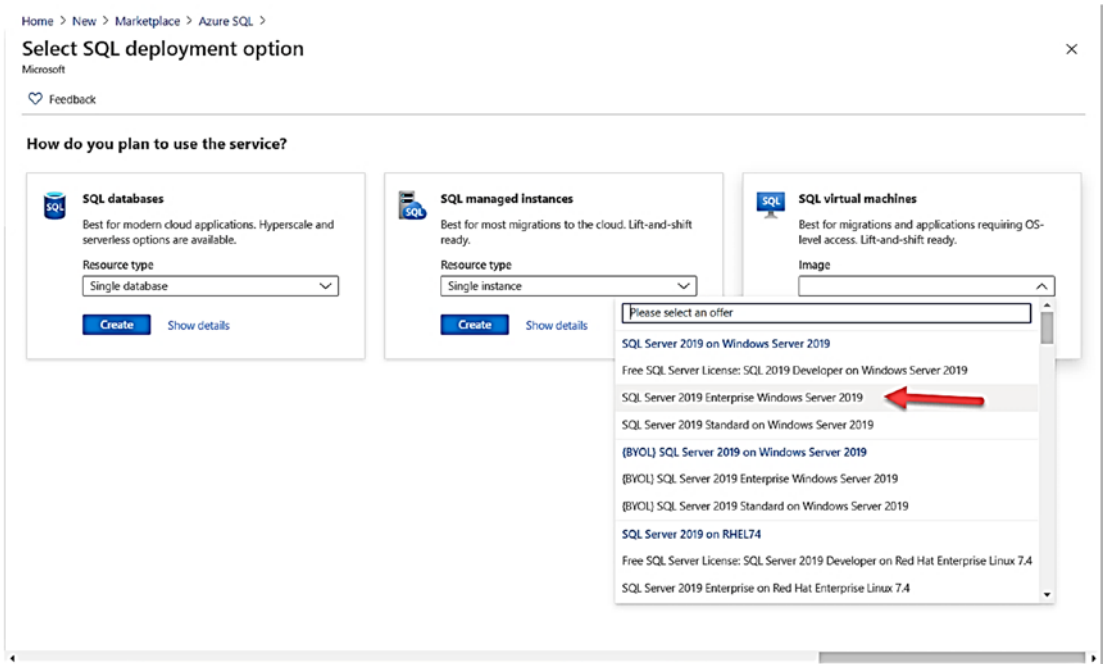 Home > New > Marketplace > Azure SQL >
Select SQL deployment option
Microsoft
Feedback
How do you plan to use the service?
SQL databases
Best for modern cloud applications. Hyperscale and
serverless options are available.
Resource type
Single database
Create
Show details
SQL managed instances
Best for most migrations to the cloud. Lift-and-shift
ready.
Resource type
Single instance
Create
Show details
SQL virtual machines
Best for migrations and applications requiring OS-
level access. Lift-and-shift ready.
Image
Please select an offer
SQL Server 2019 on Windows Server 2019
Free SQL Server License: SQL 2019 Developer on Windows Server 2019
SQL Server 2019 Enterprise Windows Server 2019
SQL Server 2019 Standard on Windows Server 2019
(BYOL) SQL Server 2019 on Windows Server 2019
(BYOL) SQL Server 2019 Enterprise Windows Server 2019
(BYOL) SQL Server 2019 Standard on Windows Server 2019
SQL Server 2019 on RHEL74
Free SQL Server License: SQL Server 2019 Developer on Red Hat Enterprise Linux 7.4
SQL Server 2019 Enterprise on Red Hat Enterprise Linux 7.4
SQL
SQL
SQL